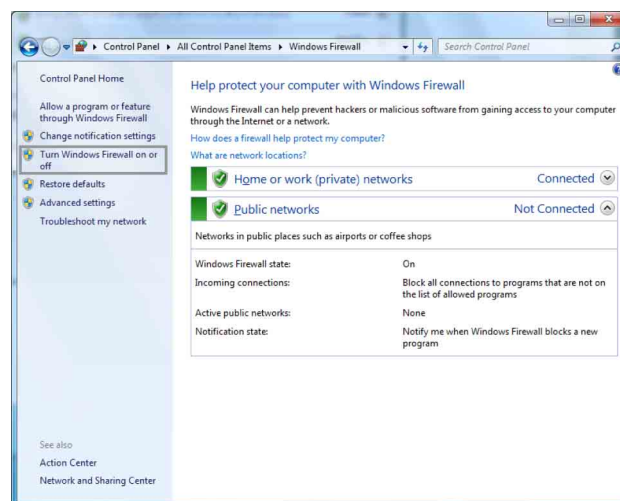 Control Panel ▸ All Control Panel Items ▸ Windows Firewall
Search Control Panel
Control Panel Home
Allow a program or feature
through Windows Firewall
Change notification settings
Turn Windows Firewall on or
off
Restore defaults
Advanced settings
Troubleshoot my network
See also
Action Center
Network and Sharing Center
Help protect your computer with Windows Firewall
Windows Firewall can help prevent hackers or malicious software from gaining access to your computer
through the Internet or a network.
How does a firewall help protect my computer?
What are network locations?
Home or work (private) networks Connected
Public networks Not Connected
Networks in public places such as airports or coffee shops
Windows Firewall state: On
Incoming connections: Block all connections to programs that are not on
the list of allowed programs
Active public networks: None
Notification state: Notify me when Windows Firewall blocks a new
program